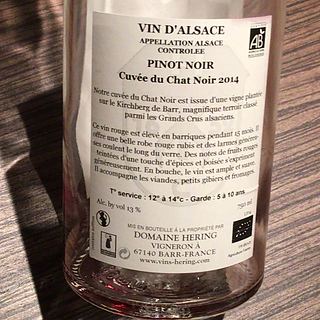 VIN D'ALSACE
APPELLATION ALSACE
CONTROLEE
PINOT NOIR
Cuvée du Chat Noir 2014
Notre cuvée du Chat Noir est issue d'une vigne plantée
sur le Kirchberg de Barr, magnifique terroir classé
parmi les Grands Crus alsaciens.
Ce vin rouge est élevé en barriques pendant 15 mois. Il
offre une belle robe rouge rubis et des larmes généreu-
ses coulent le long du verre. Des notes de fruits rouges
teintées d'une touche d'épices et boisée s'expriment
généreusement. En bouche, le vin est ample et suave.
Il accompagne les viandes, petits gibiers et fromages.
T° service : 12° à 14°c - Garde : 5 à 10 ans
Alc. by vol 13 %
750 ml
MIS EN BOUTEILLE A LA PROPRIETE PAR
DOMAINE HERING
VIGNERON À
67140 BARR-FRANCE
www.vins-hering.com
AB